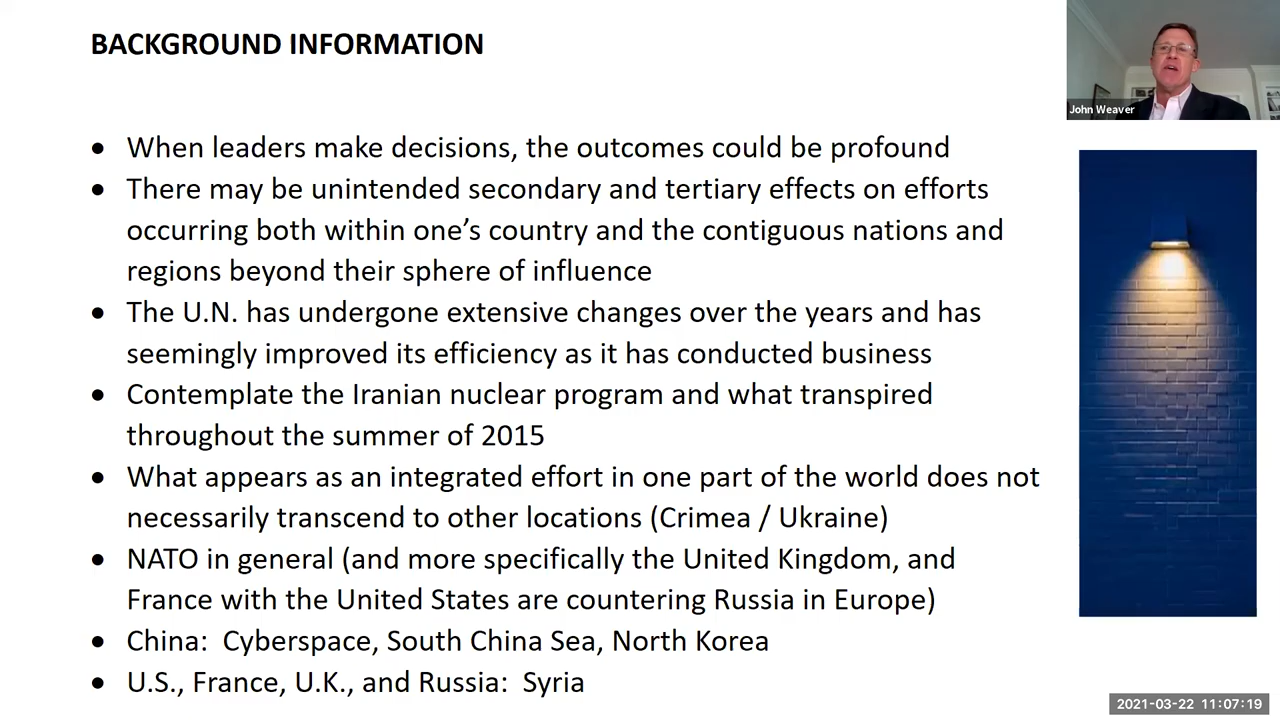 BACKGROUND INFORMATION
John Weaver
• When leaders make decisions, the outcomes could be profound
• There may be unintended secondary and tertiary effects on efforts
occurring both within one’s country and the contiguous nations and
regions beyond their sphere of influence
• The U.N. has undergone extensive changes over the years and has
seemingly improved its efficiency as it has conducted business
• Contemplate the Iranian nuclear program and what transpired
throughout the summer of 2015
• What appears as an integrated effort in one part of the world does not
necessarily transcend to other locations (Crimea / Ukraine)
• NATO in general (and more specifically the United Kingdom, and
France with the United States are countering Russia in Europe)
• China:  Cyberspace, South China Sea, North Korea
• U.S., France, U.K., and Russia:  Syria
2021-03-22 11:07:19